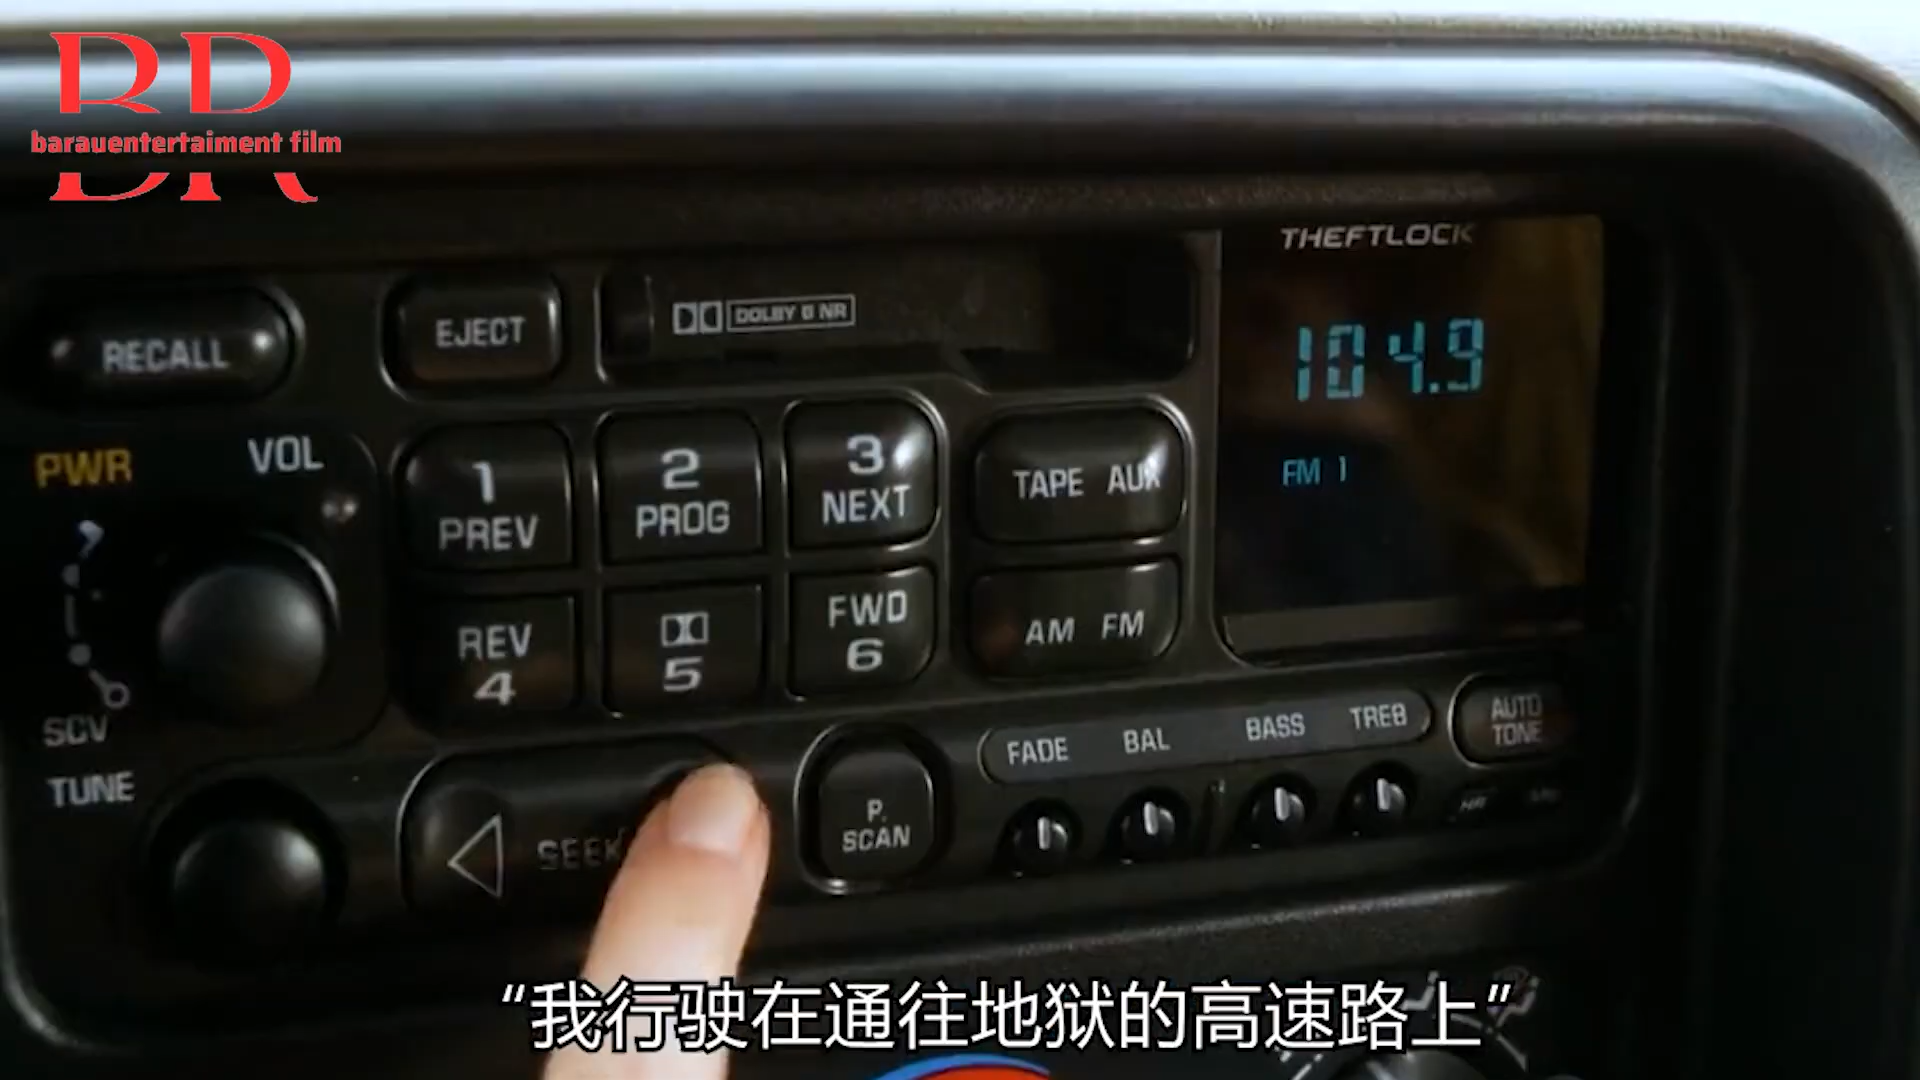 BR
barauentertaiment film
THEFTLOCK
DOLBY B NR
EJECT
RECALL
104.9
FM 1
PWR
VOL
1
PREV
2
PROG
3
NEXT
TAPE AUX
REV
4
5
FWD
6
AM FM
SCV
TUNE
SEEK
P.
SCAN
FADE BAL BASS TREB
AUTO
TONE
“我行驶在通往地狱的高速路上”